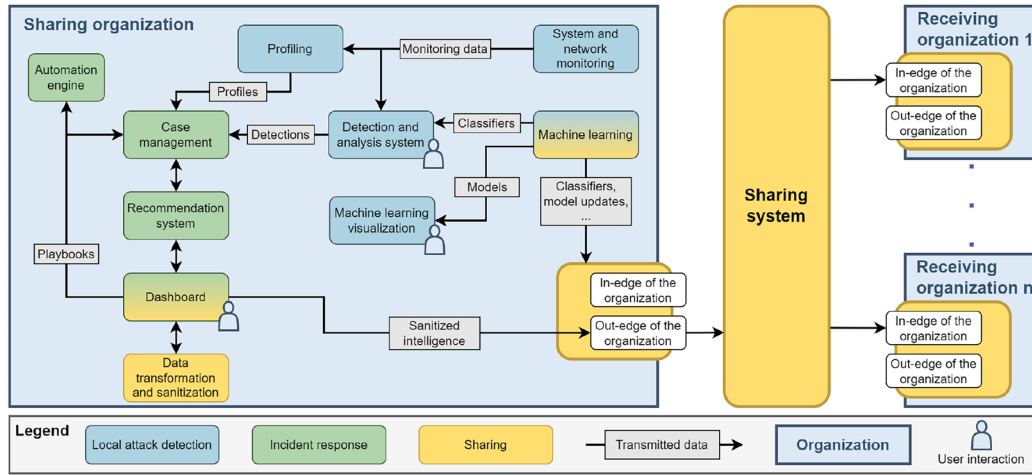 Sharing organization
Profiling
Monitoring data
System and
network
monitoring
Automation
engine
Profiles
Case
management
Detections
Detection and
analysis system
Classifiers
Machine learning
Models
Classifiers,
model updates,
...
Recommendation
system
Machine learning
visualization
Playbooks
Dashboard
Sanitized
intelligence
In-edge of the
organization
Out-edge of the
organization
Data
transformation
and sanitization
Sharing
system
Receiving
organization 1
In-edge of the
organization
Out-edge of the
organization
Receiving
organization n
In-edge of the
organization
Out-edge of the
organization
Legend
Local attack detection
Incident response
Sharing
Transmitted data
Organization
User interaction